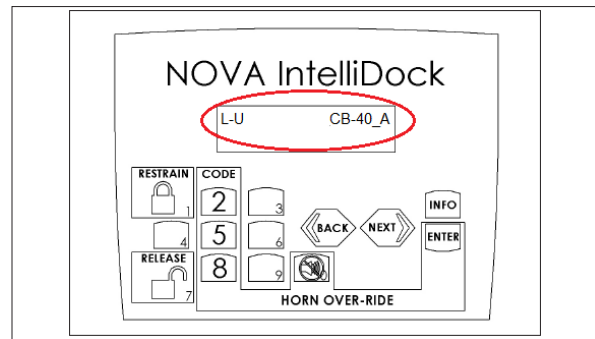 NOVA IntelliDock
L-U CB-40_A
RESTRAIN CODE
1 2 3
INFO
4 5 6 BACK NEXT ENTER
RELEASE
7 8 9
HORN OVER-RIDE